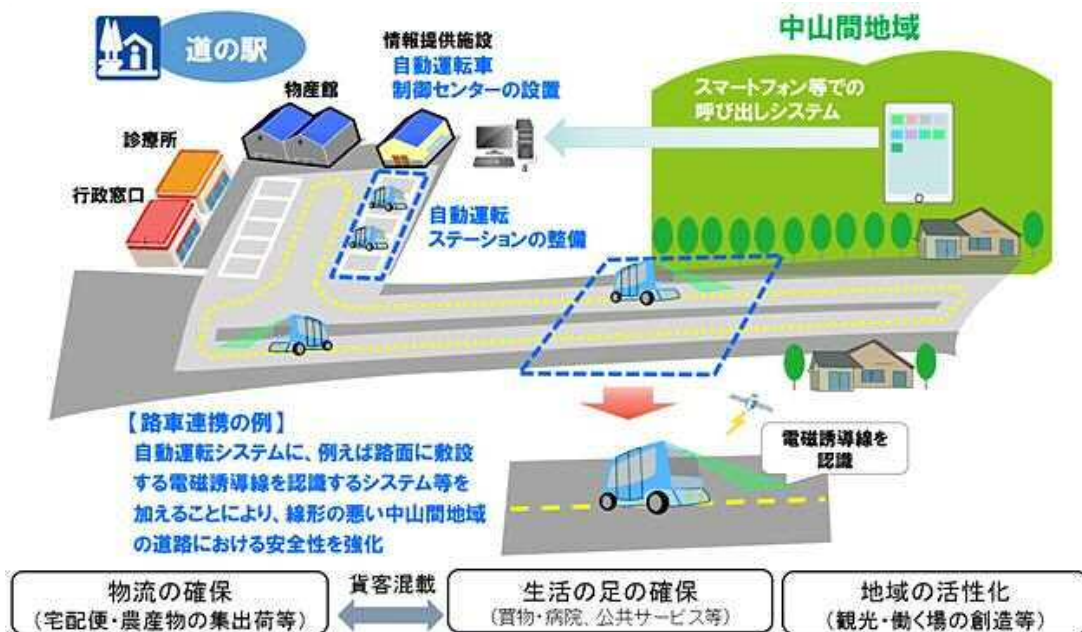 道の駅
情報提供施設
自動運転車
制御センターの設置
物産館
診療所
行政窓口
自動運転
ステーションの整備
中山間地域
スマートフォン等での
呼び出しシステム
【路車連携の例】
自動運転システムに、例えば路面に敷設
する電磁誘導線を認識するシステム等を
加えることにより、線形の悪い中山間地域
の道路における安全性を強化
電磁誘導線を
認識
物流の確保
(宅配便・農産物の集出荷等)
貨客混載
生活の足の確保
(買物・病院、公共サービス等)
地域の活性化
(観光・働く場の創造等)